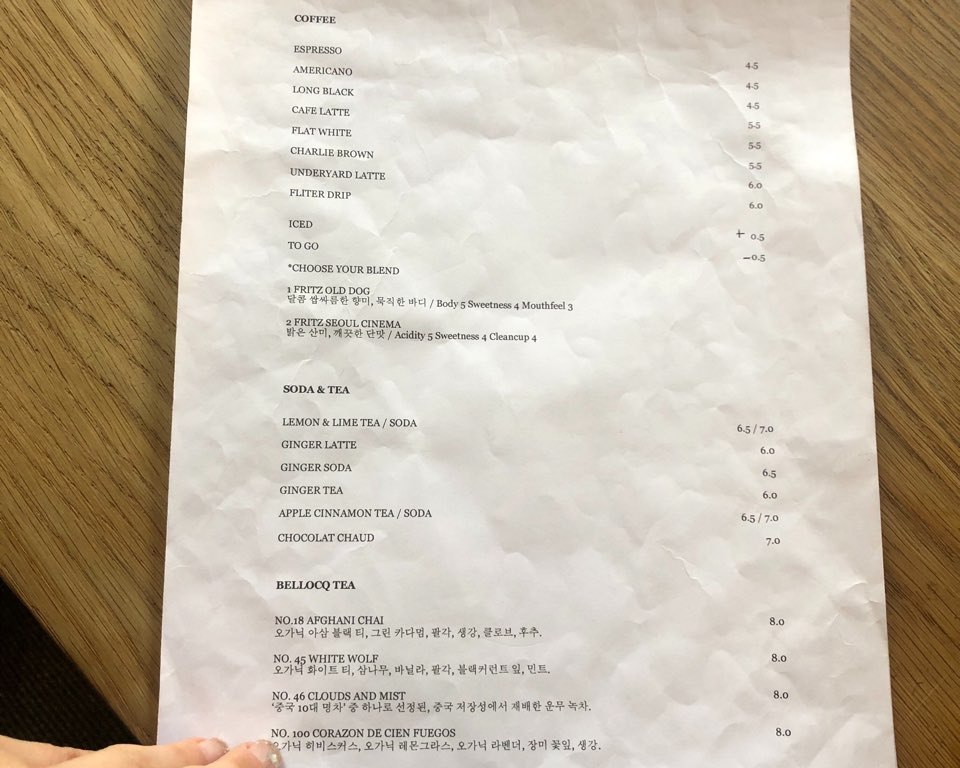 COFFEE
ESPRESSO 4.5
AMERICANO 4.5
LONG BLACK 4.5
CAFE LATTE 5.5
FLAT WHITE 5.5
CHARLIE BROWN 5.5
UNDERYARD LATTE 6.0
FLITER DRIP 6.0
ICED + 0.5
TO GO −0.5
*CHOOSE YOUR BLEND
1 FRITZ OLD DOG
달콤 쌉싸름한 향미, 묵직한 바디 / Body 5 Sweetness 4 Mouthfeel 3
2 FRITZ SEOUL CINEMA
밝은 산미, 깨끗한 단맛 / Acidity 5 Sweetness 4 Cleancup 4
SODA & TEA
LEMON & LIME TEA / SODA 6.5 / 7.0
GINGER LATTE 6.0
GINGER SODA 6.5
GINGER TEA 6.0
APPLE CINNAMON TEA / SODA 6.5 / 7.0
CHOCOLAT CHAUD 7.0
BELLOCQ TEA
NO.18 AFGHANI CHAI 8.0
오가닉 아삼 블랙 티, 그린 카다멈, 팔각, 생강, 클로브, 후추.
NO. 45 WHITE WOLF 8.0
오가닉 화이트 티, 삼나무, 바닐라, 팔각, 블랙커런트 잎, 민트.
NO. 46 CLOUDS AND MIST 8.0
'중국 10대 명차' 중 하나로 선정된, 중국 저장성에서 재배한 운무 녹차.
NO. 100 CORAZON DE CIEN FUEGOS 8.0
오가닉 히비스커스, 오가닉 레몬그라스, 오가닉 라벤더, 장미 꽃잎, 생강.